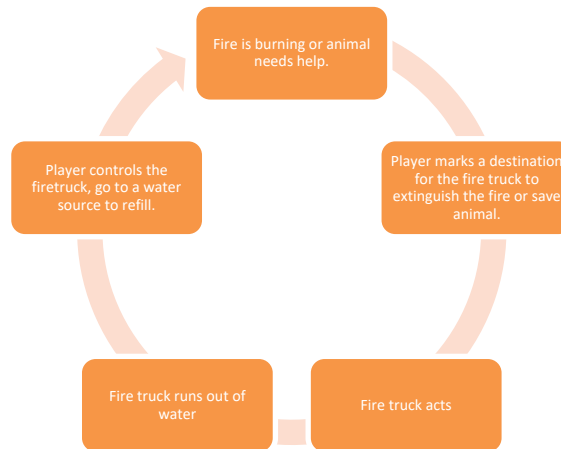 Fire is burning or animal
needs help.
Player marks a destination
for the fire truck to
extinguish the fire or save
animal.
Fire truck acts
Fire truck runs out of
water
Player controls the
firetruck, go to a water
source to refill.